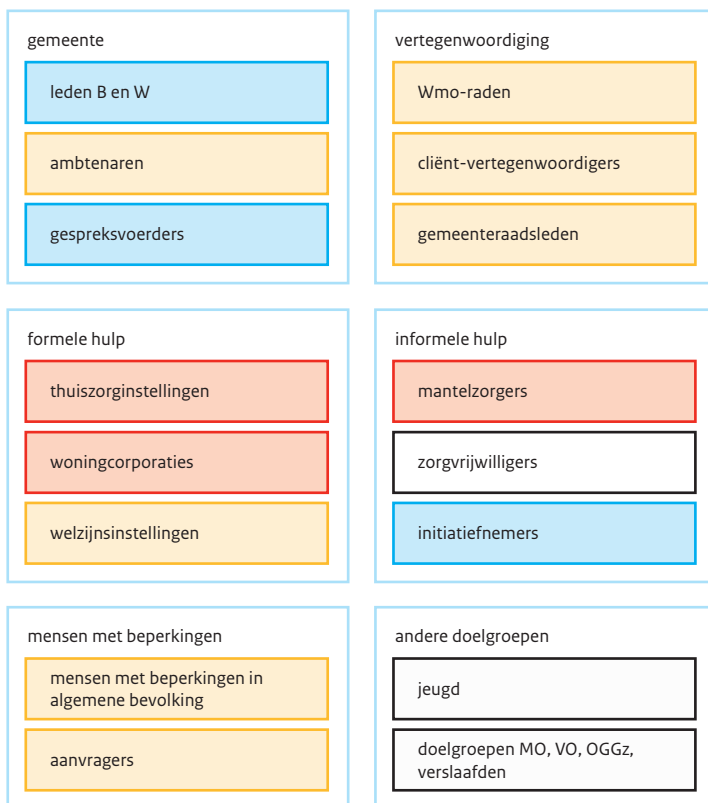 gemeente
leden B en W
ambtenaren
gespreksvoerders
vertegenwoordiging
Wmo-raden
cliënt-vertegenwoordigers
gemeenteraadsleden
formele hulp
thuiszorginstellingen
woningcorporaties
welzijnsinstellingen
informele hulp
mantelzorgers
zorgvrijwilligers
initiatiefnemers
mensen met beperkingen
mensen met beperkingen in
algemene bevolking
aanvragers
andere doelgroepen
jeugd
doelgroepen MO, VO, OGGz,
verslaafden